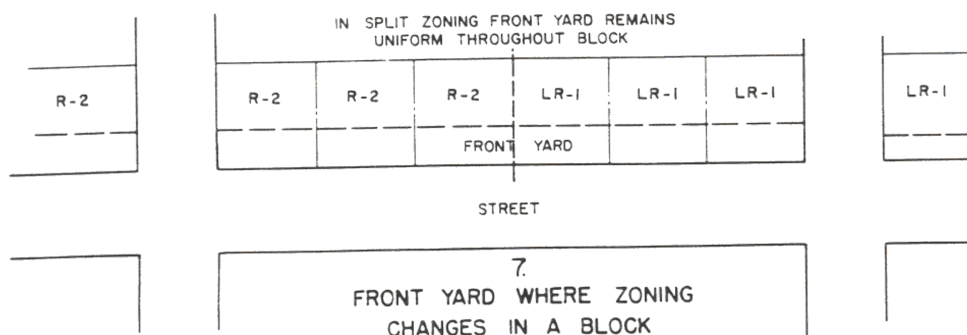 IN SPLIT ZONING FRONT YARD REMAINS
UNIFORM THROUGHOUT BLOCK
R-2 R-2 R-2 R-2 LR-1 LR-1 LR-1 LR-1
FRONT YARD
STREET
7.
FRONT YARD WHERE ZONING
CHANGES IN A BLOCK